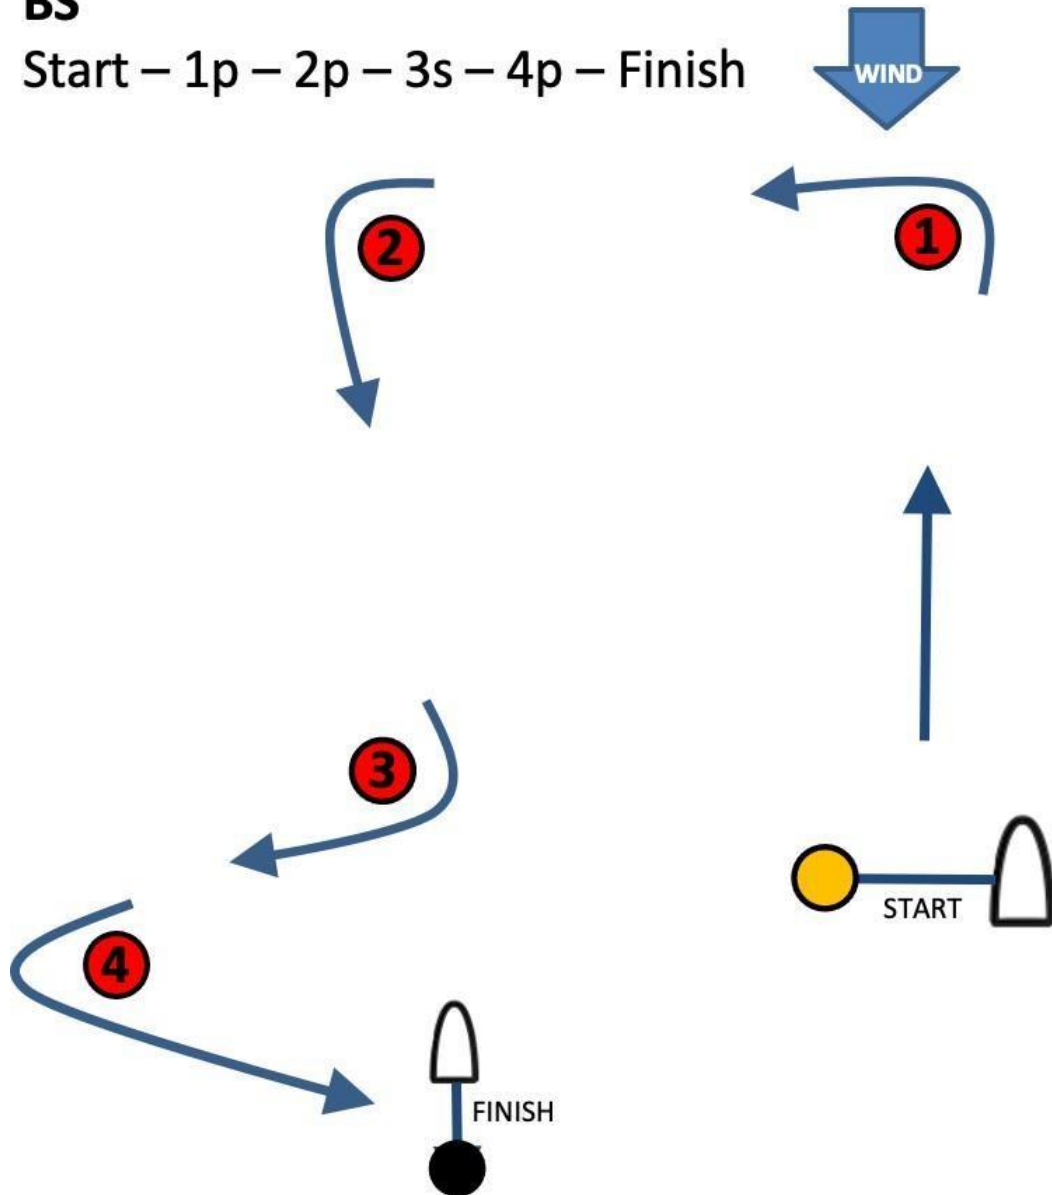 BS
Start – 1p – 2p – 3s – 4p – Finish
WIND
2
1
3
START
4
FINISH